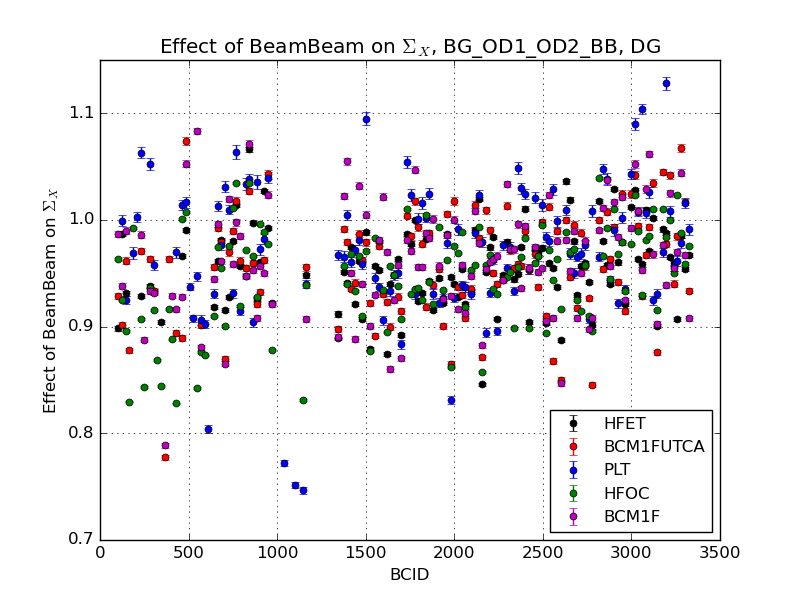 Effect of BeamBeam on Σ_X, BG_OD1_OD2_BB, DG
Effect of BeamBeam on Σ_X
1.1
1.0
0.9
0.8
0.7
HFET
BCM1FUTCA
PLT
HFOC
BCM1F
0 500 1000 1500 2000 2500 3000 3500
BCID